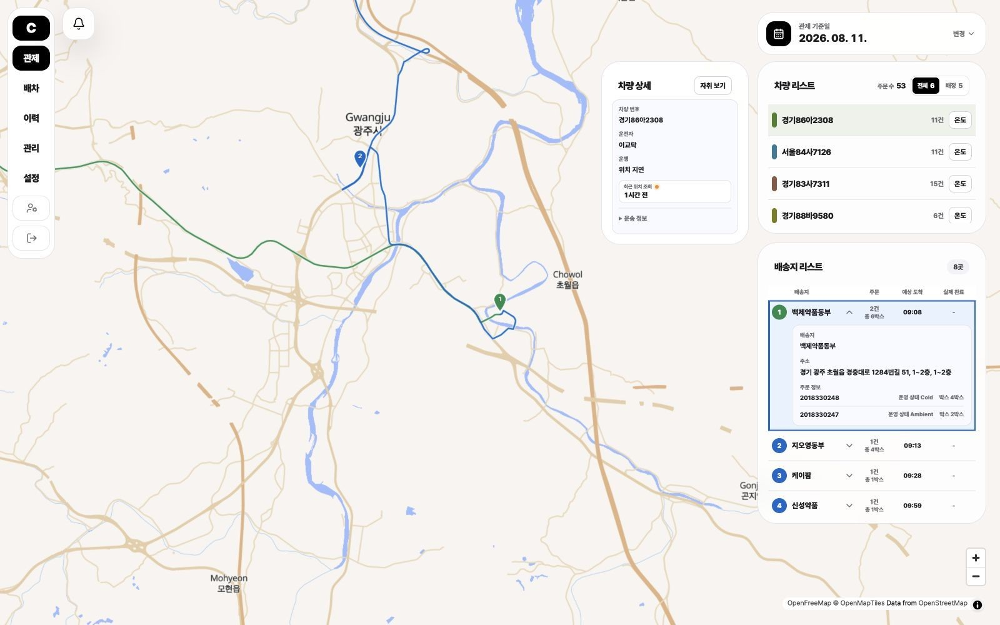 C
관제
배차
이력
관리
설정
Gwangju
광주시
2
Chowol
초월읍
1
Mohyeon
모현읍
Gonj
곤지
차량 상세
자취 보기
차량 번호
경기86아2308
운전자
이교탁
운행
위치 지연
최근 위치 조회
1시간 전
운송 정보
관제 기준일
2026. 08. 11.
변경
차량 리스트
주문수 53
전체 6
배정 5
경기86아2308 11건 온도
서울84사7126 11건 온도
경기83사7311 15건 온도
경기88바9580 6건 온도
배송지 리스트
8곳
배송지 주문 예상 도착 실제 완료
1 백제약품동부 2건 09:08 -
총 6박스
배송지
백제약품동부
주소
경기 광주 초월읍 경충대로 1284번길 51, 1~2층, 1~2층
주문 정보
2018330248 운영 상태 Cold 박스 4박스
2018330247 운영 상태 Ambient 박스 2박스
2 지오영동부 1건 09:13 -
총 4박스
3 케이팜 1건 09:28 -
총 1박스
4 신성약품 1건 09:59 -
총 1박스
+
−
OpenFreeMap © OpenMapTiles Data from OpenStreetMap